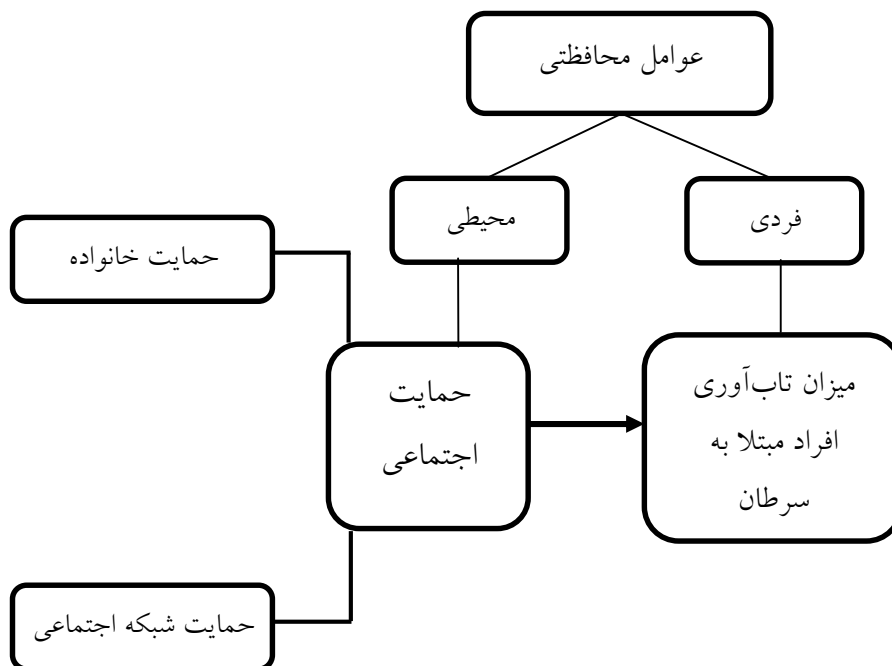 عوامل محافظتی
فردی
محیطی
حمایت خانواده
میزان تاب‌آوری
افراد مبتلا به
سرطان
حمایت
اجتماعی
حمایت شبکه اجتماعی